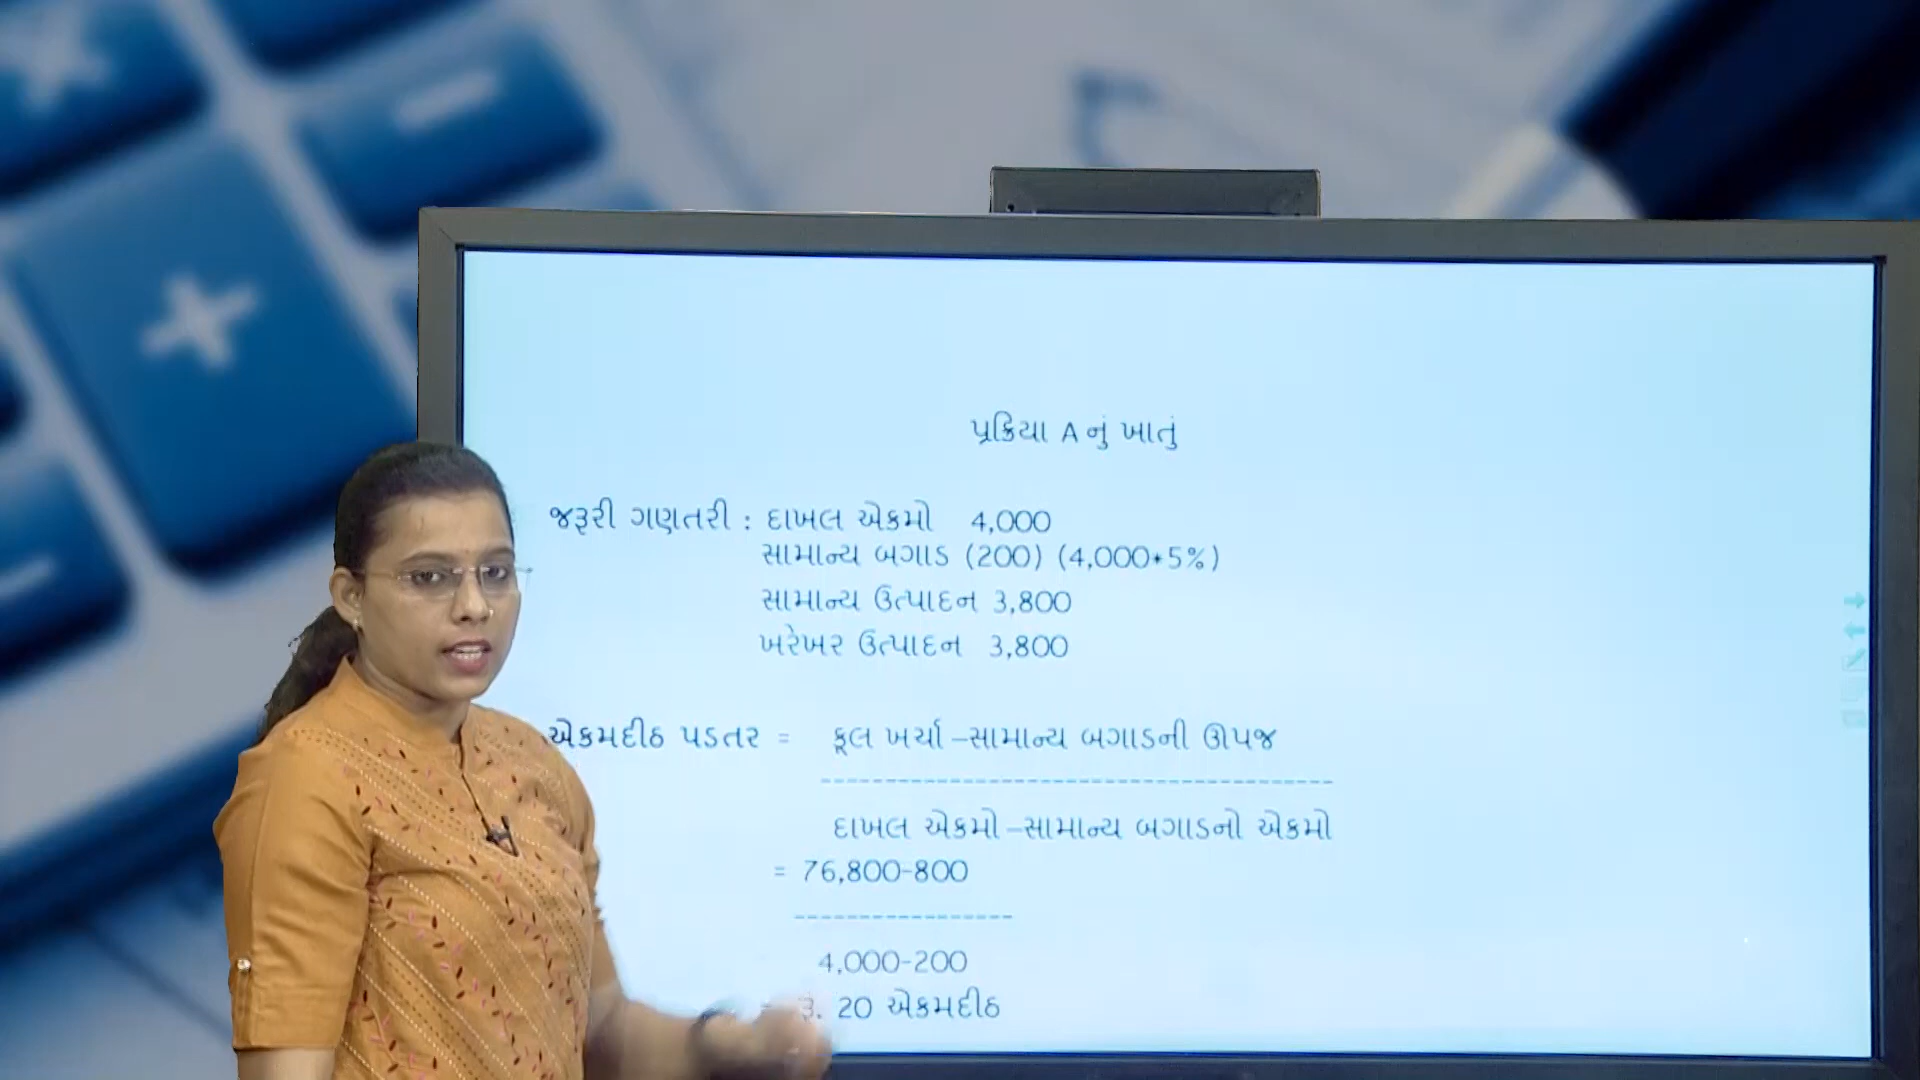 પ્રક્રિયા A નું ખાતું
જરૂરી ગણતરી : દાખલ એકમો 4,000
સામાન્ય બગાડ (200) (4,000*5%)
સામાન્ય ઉત્પાદન 3,800
ખરેખર ઉત્પાદન 3,800
એકમદીઠ પડતર = કૂલ ખર્ચા –સામાન્ય બગાડની ઊપજ
--------------------------------------------
દાખલ એકમો –સામાન્ય બગાડનો એકમો
= 76,800-800
-------------------
4,000-200
= રૂ. 20 એકમદીઠ